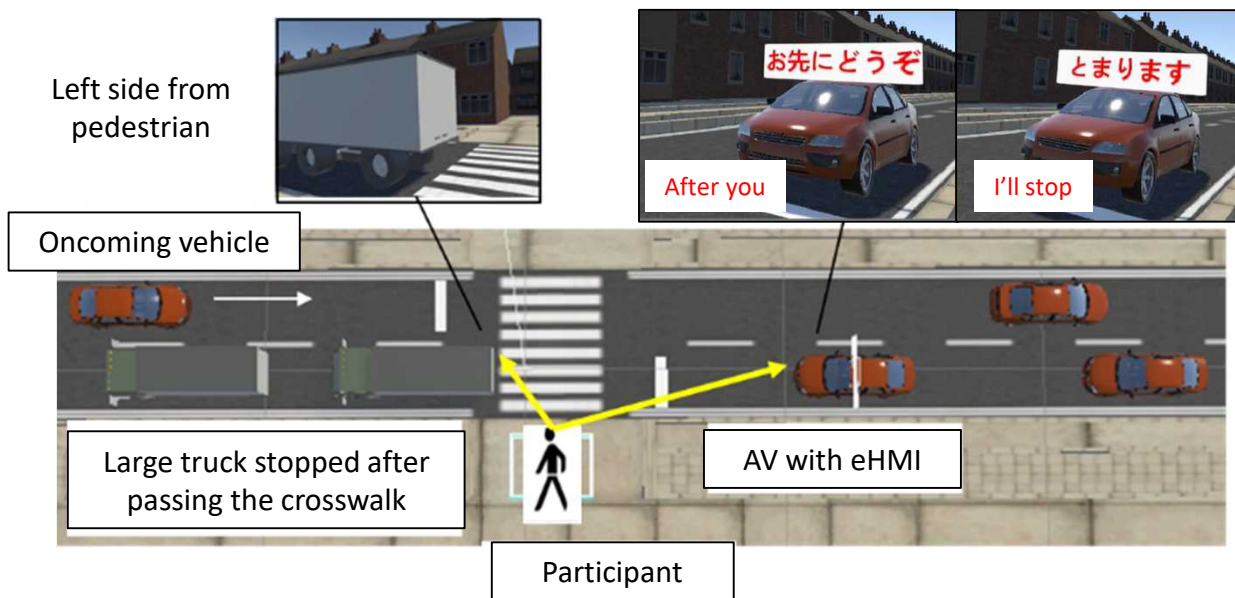 Left side from
pedestrian
お先にどうぞ
とまります
After you
I'll stop
Oncoming vehicle
Large truck stopped after
passing the crosswalk
AV with eHMI
Participant